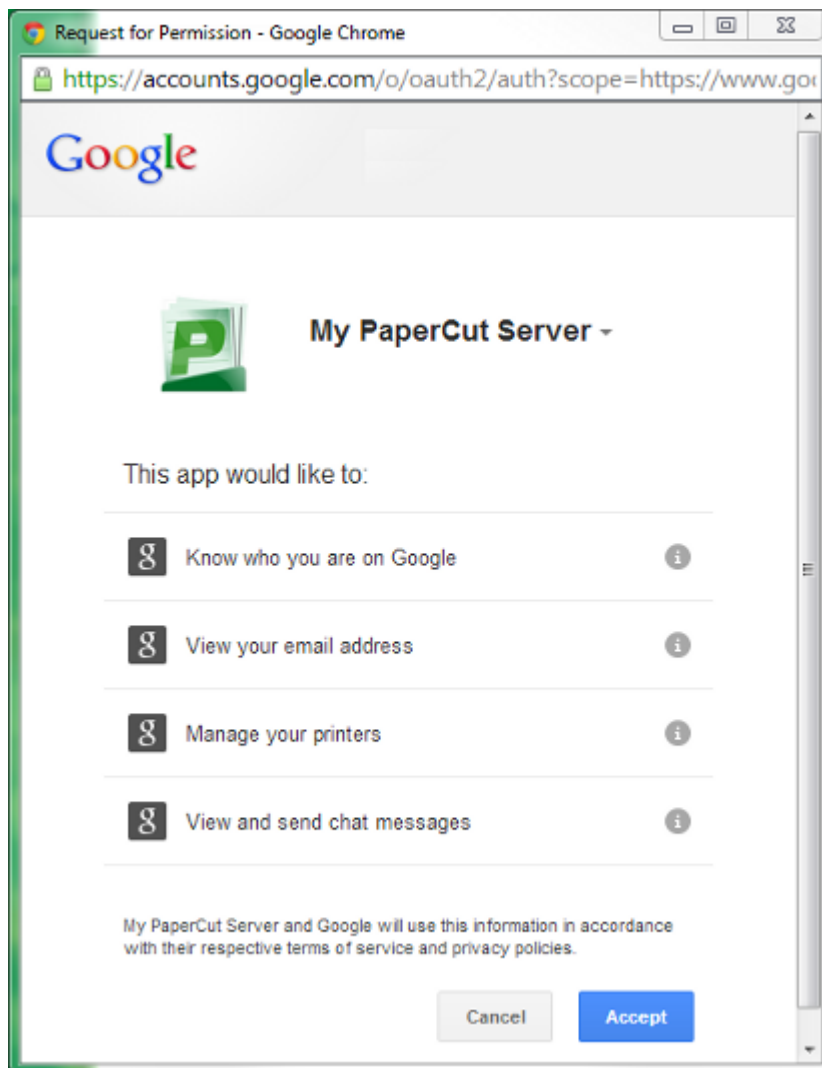 Request for Permission - Google Chrome
https://accounts.google.com/o/oauth2/auth?scope=https://www.goo
Google
P
My PaperCut Server
This app would like to:
g Know who you are on Google i
g View your email address i
g Manage your printers i
g View and send chat messages i
My PaperCut Server and Google will use this information in accordance
with their respective terms of service and privacy policies.
Cancel Accept